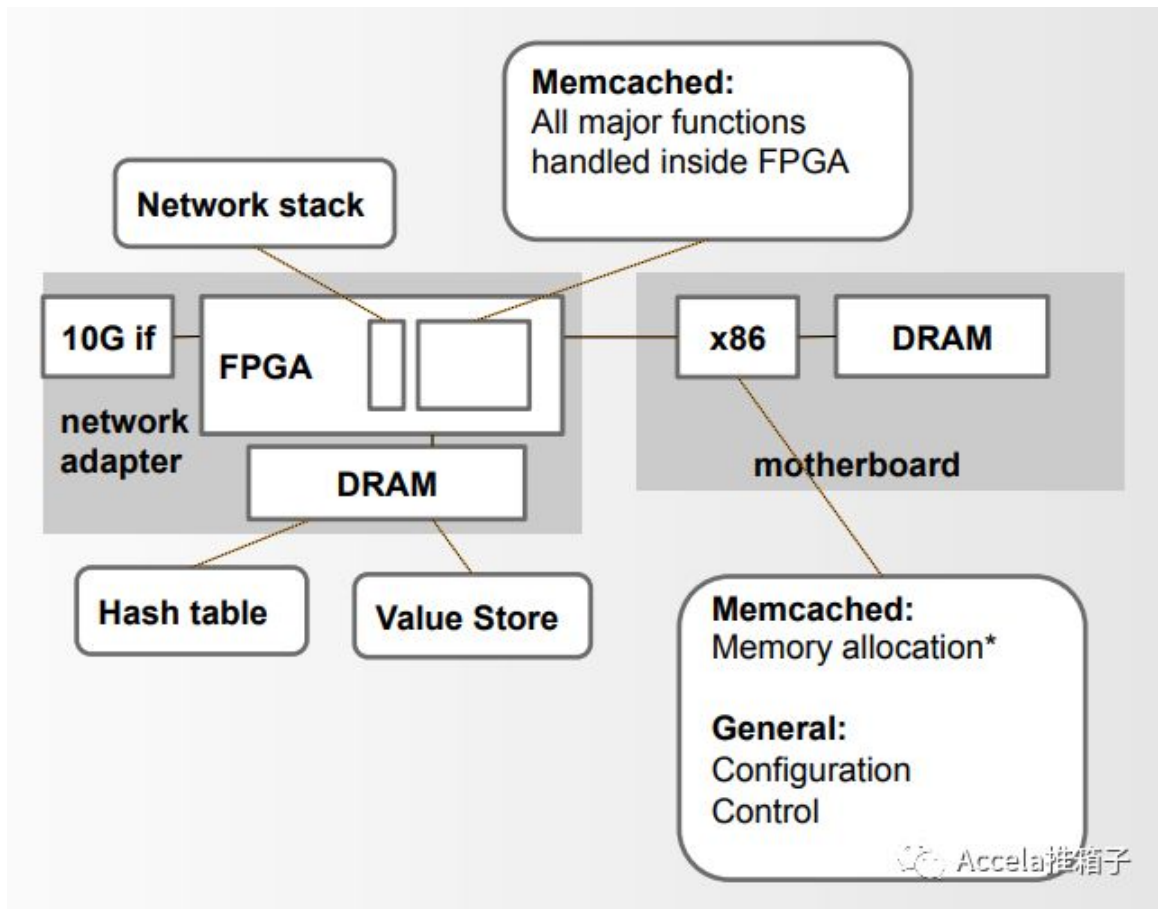 Memcached:
All major functions
handled inside FPGA
Network stack
10G if
FPGA
x86
DRAM
network
adapter
DRAM
motherboard
Hash table
Value Store
Memcached:
Memory allocation*
General:
Configuration
Control
Accela推箱子